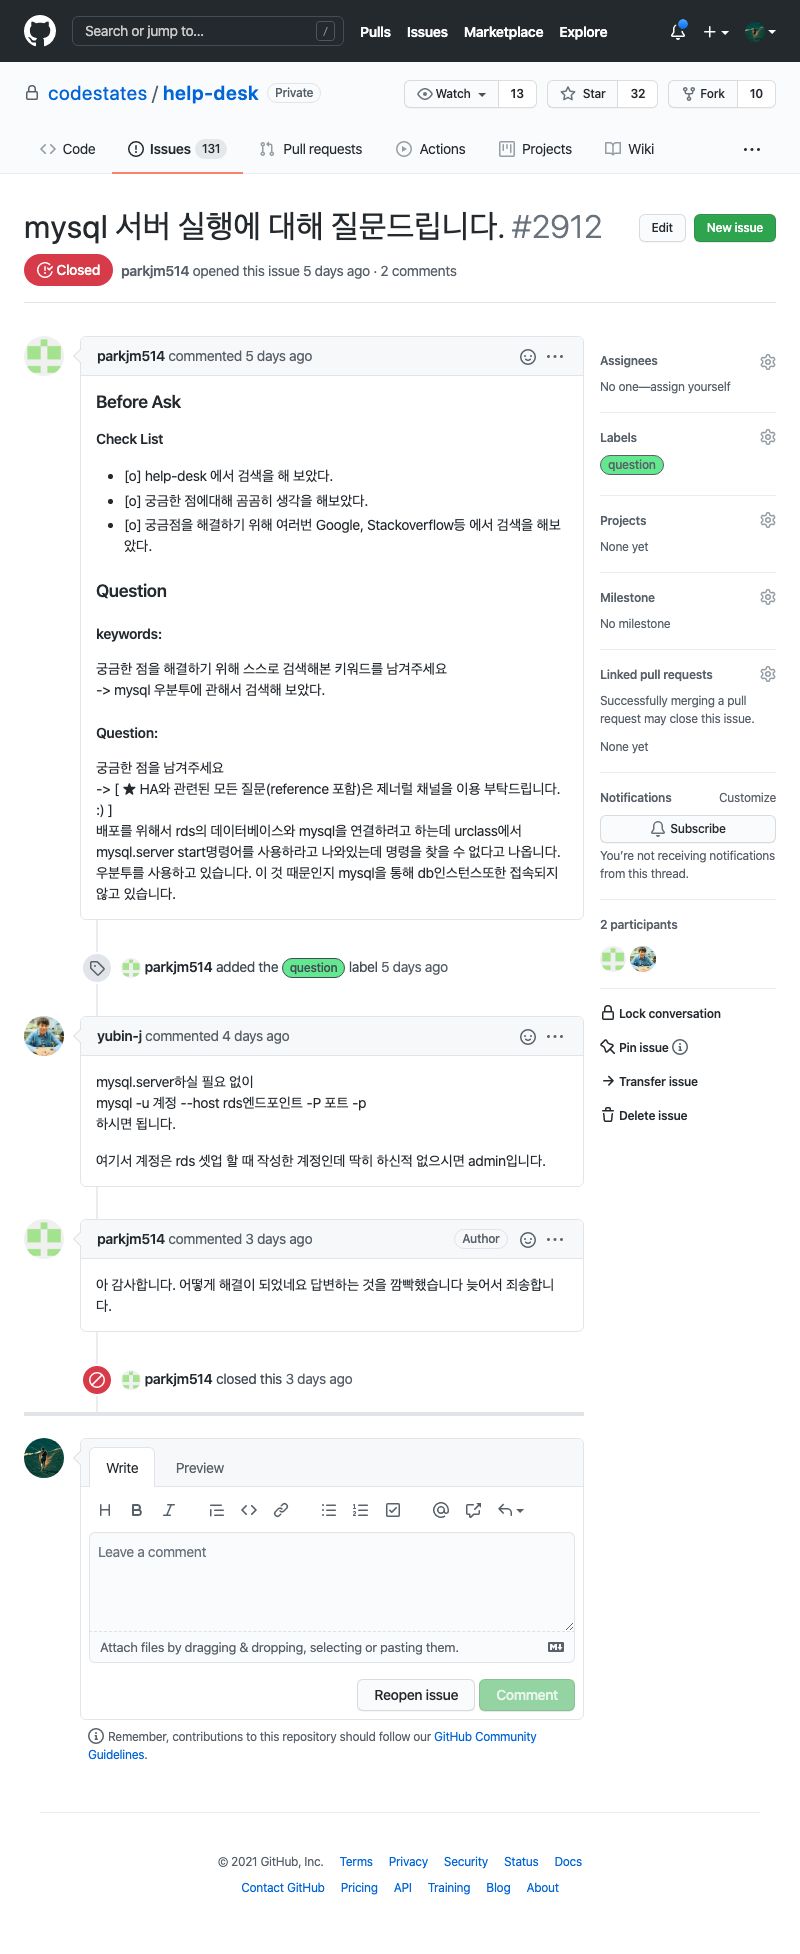 Search or jump to... /
Pulls Issues Marketplace Explore
codestates / help-desk Private
Watch 13 Star 32 Fork 10
Code Issues 131 Pull requests Actions Projects Wiki ...
mysql 서버 실행에 대해 질문드립니다. #2912
Edit New issue
Closed parkjm514 opened this issue 5 days ago · 2 comments
parkjm514 commented 5 days ago
Before Ask
Check List
• [o] help-desk 에서 검색을 해 보았다.
• [o] 궁금한 점에대해 곰곰히 생각을 해보았다.
• [o] 궁금점을 해결하기 위해 여러번 Google, Stackoverflow등 에서 검색을 해보
았다.
Question
keywords:
궁금한 점을 해결하기 위해 스스로 검색해본 키워드를 남겨주세요
-> mysql 우분투에 관해서 검색해 보았다.
Question:
궁금한 점을 남겨주세요
-> [ ★ HA와 관련된 모든 질문(reference 포함)은 제너럴 채널을 이용 부탁드립니다.
:) ]
배포를 위해서 rds의 데이터베이스와 mysql을 연결하려고 하는데 urclass에서
mysql.server start명령어를 사용하라고 나와있는데 명령을 찾을 수 없다고 나옵니다.
우분투를 사용하고 있습니다. 이 것 때문인지 mysql을 통해 db인스턴스또한 접속되지
않고 있습니다.
parkjm514 added the question label 5 days ago
yubin-j commented 4 days ago
mysql.server하실 필요 없이
mysql -u 계정 --host rds엔드포인트 -P 포트 -p
하시면 됩니다.
여기서 계정은 rds 셋업 할 때 작성한 계정인데 딱히 하신적 없으시면 admin입니다.
parkjm514 commented 3 days ago Author
아 감사합니다. 어떻게 해결이 되었네요 답변하는 것을 깜빡했습니다 늦어서 죄송합니
다.
parkjm514 closed this 3 days ago
Write Preview
H B I
Leave a comment
Attach files by dragging & dropping, selecting or pasting them.
Reopen issue Comment
Remember, contributions to this repository should follow our GitHub Community
Guidelines.
Assignees
No one—assign yourself
Labels
question
Projects
None yet
Milestone
No milestone
Linked pull requests
Successfully merging a pull
request may close this issue.
None yet
Notifications Customize
Subscribe
You're not receiving notifications
from this thread.
2 participants
Lock conversation
Pin issue
Transfer issue
Delete issue
© 2021 GitHub, Inc. Terms Privacy Security Status Docs
Contact GitHub Pricing API Training Blog About